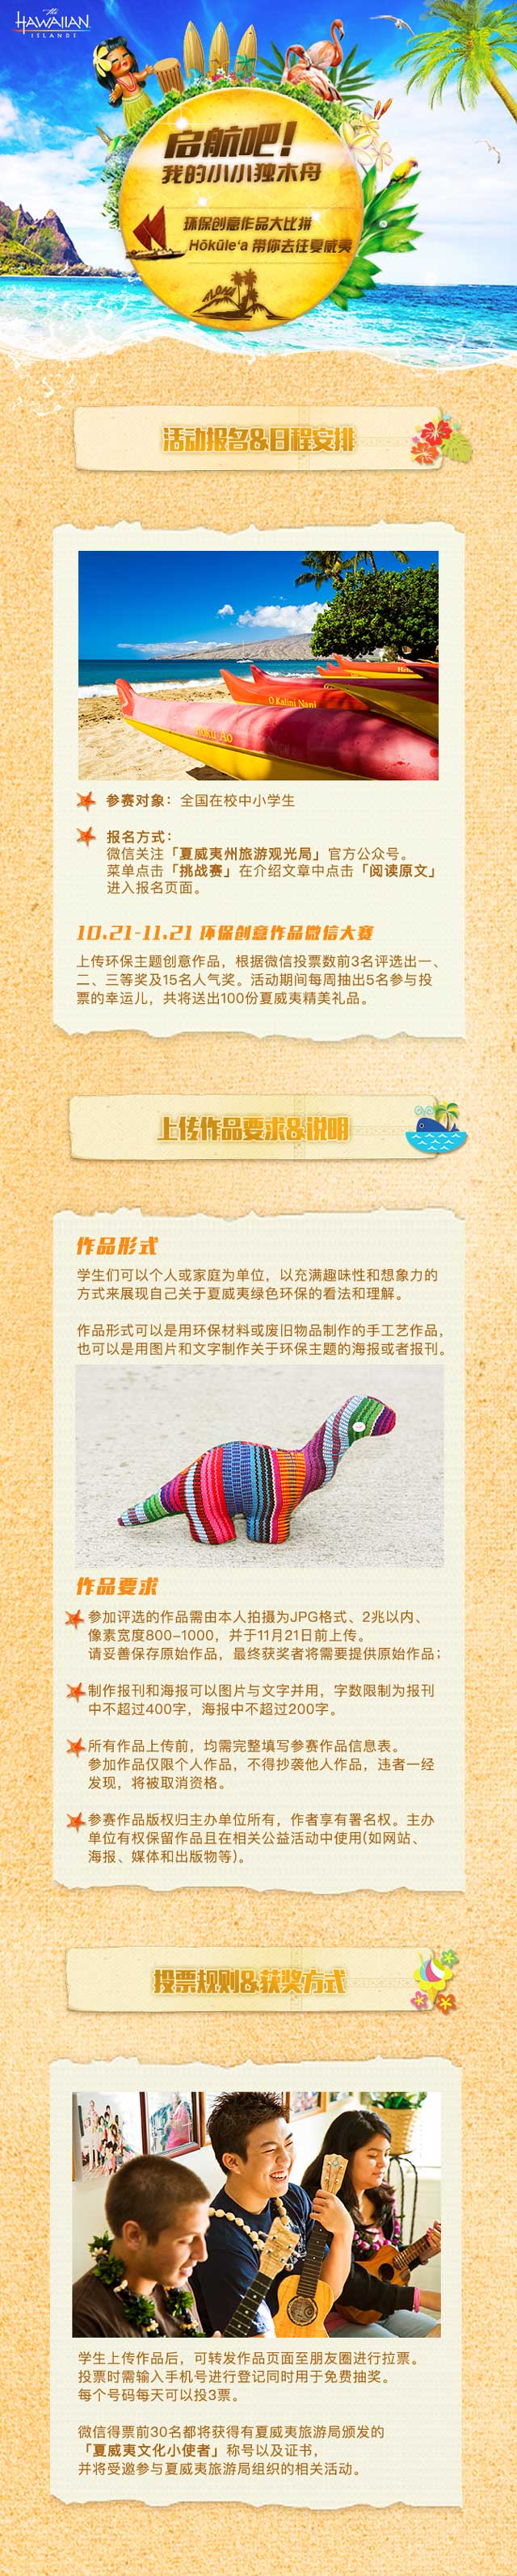 the
HAWAIIAN
ISLANDS
启航吧！
我的小小独木舟
环保创意作品大比拼
Hōkūle‘a 带你去往夏威夷
活动报名&日程安排
O Kalini Nani
参赛对象：全国在校中小学生
报名方式：
微信关注「夏威夷州旅游观光局」官方公众号。
菜单点击「挑战赛」在介绍文章中点击「阅读原文」
进入报名页面。
10.21-11.21 环保创意作品微信大赛
上传环保主题创意作品，根据微信投票数前3名评选出一、
二、三等奖及15名人气奖。活动期间每周抽出5名参与投
票的幸运儿，共将送出100份夏威夷精美礼品。
上传作品要求&说明
作品形式
学生们可以个人或家庭为单位，以充满趣味性和想象力的
方式来展现自己关于夏威夷绿色环保的看法和理解。
作品形式可以是用环保材料或废旧物品制作的手工艺作品，
也可以是用图片和文字制作关于环保主题的海报或者报刊。
作品要求
参加评选的作品需由本人拍摄为JPG格式、2兆以内、
像素宽度800-1000，并于11月21日前上传。
请妥善保存原始作品，最终获奖者将需要提供原始作品；
制作报刊和海报可以图片与文字并用，字数限制为报刊
中不超过400字，海报中不超过200字。
所有作品上传前，均需完整填写参赛作品信息表。
参加作品仅限个人作品，不得抄袭他人作品，违者一经
发现，将被取消资格。
参赛作品版权归主办单位所有，作者享有署名权。主办
单位有权保留作品且在相关公益活动中使用(如网站、
海报、媒体和出版物等)。
投票规则&获奖方式
学生上传作品后，可转发作品页面至朋友圈进行拉票。
投票时需输入手机号进行登记同时用于免费抽奖。
每个号码每天可以投3票。
微信得票前30名都将获得有夏威夷旅游局颁发的
「夏威夷文化小使者」称号以及证书，
并将受邀参与夏威夷旅游局组织的相关活动。